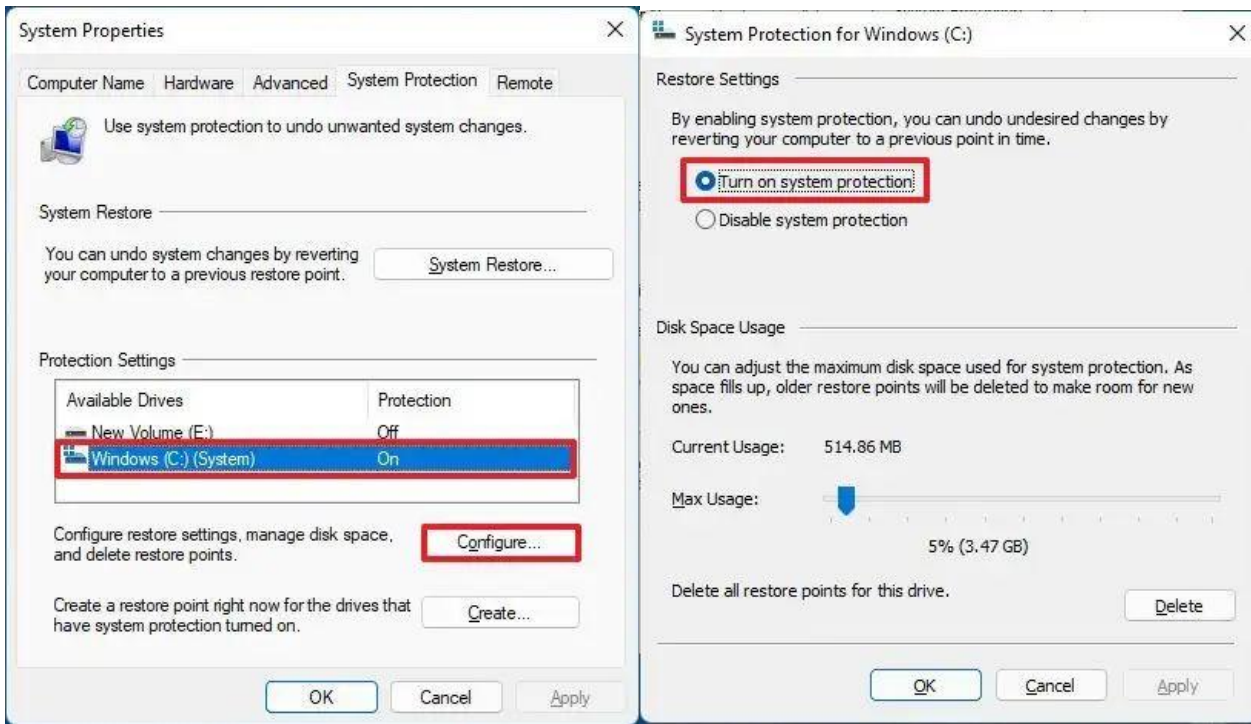 System Properties
Computer Name Hardware Advanced System Protection Remote
Use system protection to undo unwanted system changes.
System Restore
You can undo system changes by reverting
your computer to a previous restore point.
System Restore...
Protection Settings
Available Drives Protection
New Volume (E:) Off
Windows (C:) (System) On
Configure restore settings, manage disk space,
and delete restore points.
Configure...
Create a restore point right now for the drives that
have system protection turned on.
Create...
OK Cancel Apply
System Protection for Windows (C:)
Restore Settings
By enabling system protection, you can undo undesired changes by
reverting your computer to a previous point in time.
Turn on system protection
Disable system protection
Disk Space Usage
You can adjust the maximum disk space used for system protection. As
space fills up, older restore points will be deleted to make room for new
ones.
Current Usage: 514.86 MB
Max Usage:
5% (3.47 GB)
Delete all restore points for this drive.
Delete
OK Cancel Apply